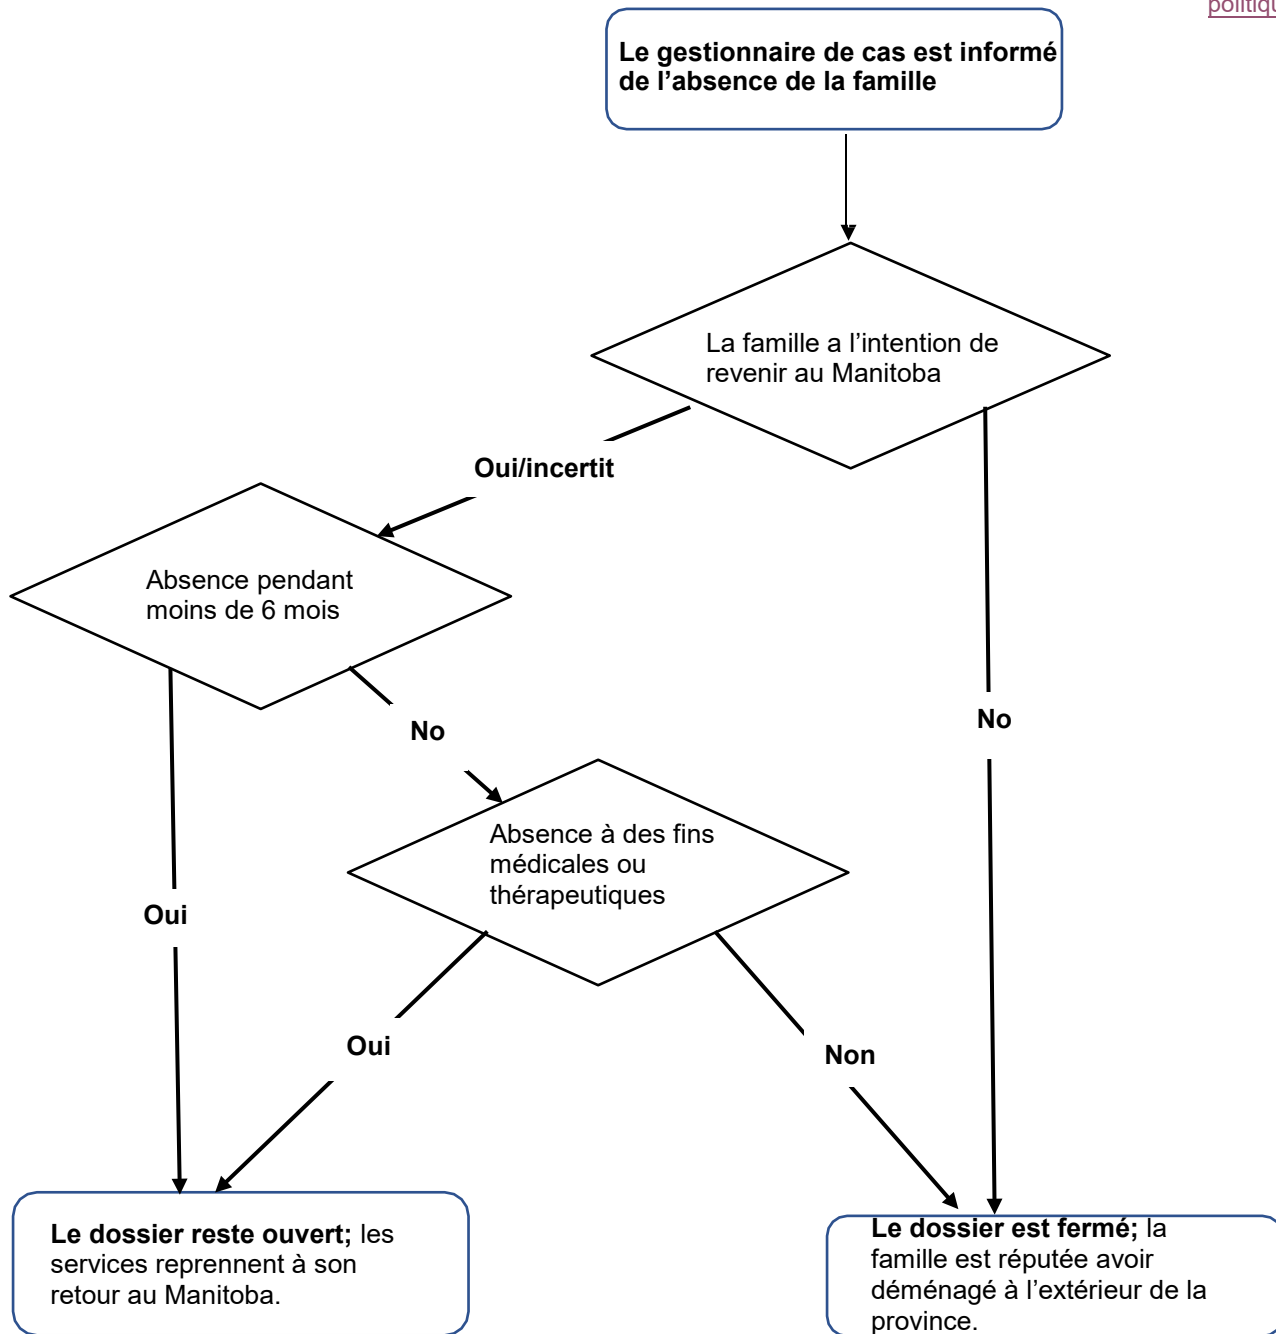 politiqu
Le gestionnaire de cas est informé
de l’absence de la famille
La famille a l’intention de
revenir au Manitoba
Oui/incertit
Absence pendant
moins de 6 mois
No
No
Absence à des fins
médicales ou
thérapeutiques
Oui
Oui
Non
Le dossier reste ouvert; les
services reprennent à son
retour au Manitoba.
Le dossier est fermé; la
famille est réputée avoir
déménagé à l’extérieur de la
province.